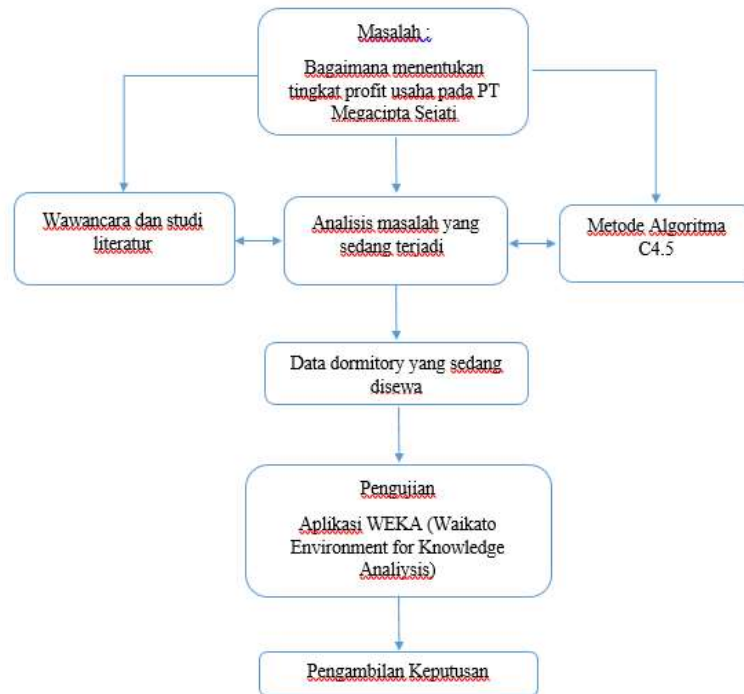 Masalah :
Bagaimana menentukan
tingkat profit usaha pada PT
Megacipta Sejati
Wawancara dan studi
literatur
Analisis masalah yang
sedang terjadi
Metode Algoritma
C4.5
Data dormitory yang sedang
disewa
Pengujian
Aplikasi WEKA (Waikato
Environment for Knowledge
Analiysis)
Pengambilan Keputusan